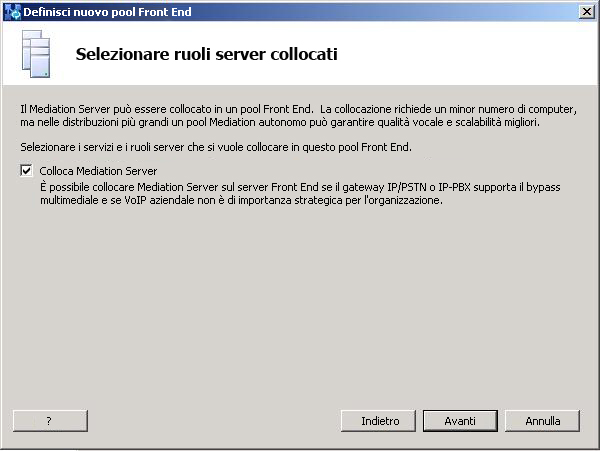 Definisci nuovo pool Front End
Selezionare ruoli server collocati
Il Mediation Server può essere collocato in un pool Front End. La collocazione richiede un minor numero di computer,
ma nelle distribuzioni più grandi un pool Mediation autonomo può garantire qualità vocale e scalabilità migliori.
Selezionare i servizi e i ruoli server che si vuole collocare in questo pool Front End.
Colloca Mediation Server
È possibile collocare Mediation Server sul server Front End se il gateway IP/PSTN o IP-PBX supporta il bypass
multimediale e se VoIP aziendale non è di importanza strategica per l'organizzazione.
?
Indietro
Avanti
Annulla